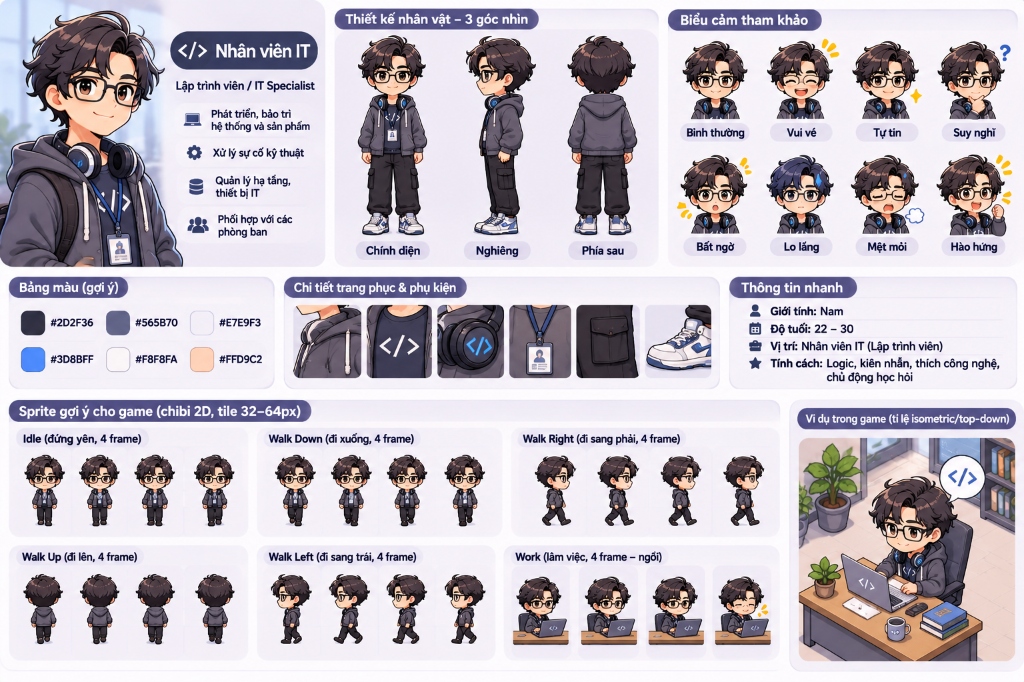 </> Nhân viên IT
Lập trình viên / IT Specialist
Phát triển, bảo trì
hệ thống và sản phẩm
Xử lý sự cố kỹ thuật
Quản lý hạ tầng,
thiết bị IT
Phối hợp với các
phòng ban
</>
Thiết kế nhân vật – 3 góc nhìn
Chính diện
Nghiêng
Phía sau
Biểu cảm tham khảo
?
Bình thường
Vui vẻ
Tự tin
Suy nghĩ
Bất ngờ
Lo lắng
Mệt mỏi
Hào hứng
Bảng màu (gợi ý)
#2D2F36
#565B70
#E7E9F3
#3D8BFF
#F8F8FA
#FFD9C2
Chi tiết trang phục & phụ kiện
</>
</>
Thông tin nhanh
Giới tính: Nam
Độ tuổi: 22 – 30
Vị trí: Nhân viên IT (Lập trình viên)
Tính cách: Logic, kiên nhẫn, thích công nghệ,
chủ động học hỏi
Sprite gợi ý cho game (chibi 2D, tile 32–64px)
Idle (đứng yên, 4 frame)
Walk Down (đi xuống, 4 frame)
Walk Right (đi sang phải, 4 frame)
Walk Up (đi lên, 4 frame)
Walk Left (đi sang trái, 4 frame)
Work (làm việc, 4 frame – ngồi)
Ví dụ trong game (tỉ lệ isometric/top-down)
</>
</>